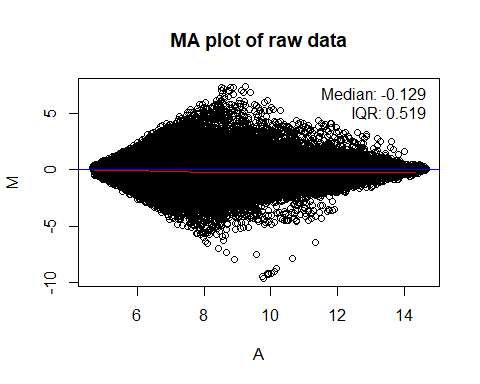 MA plot of raw data
Median: -0.129
IQR: 0.519
M
5
0
-5
-10
6 8 10 12 14
A